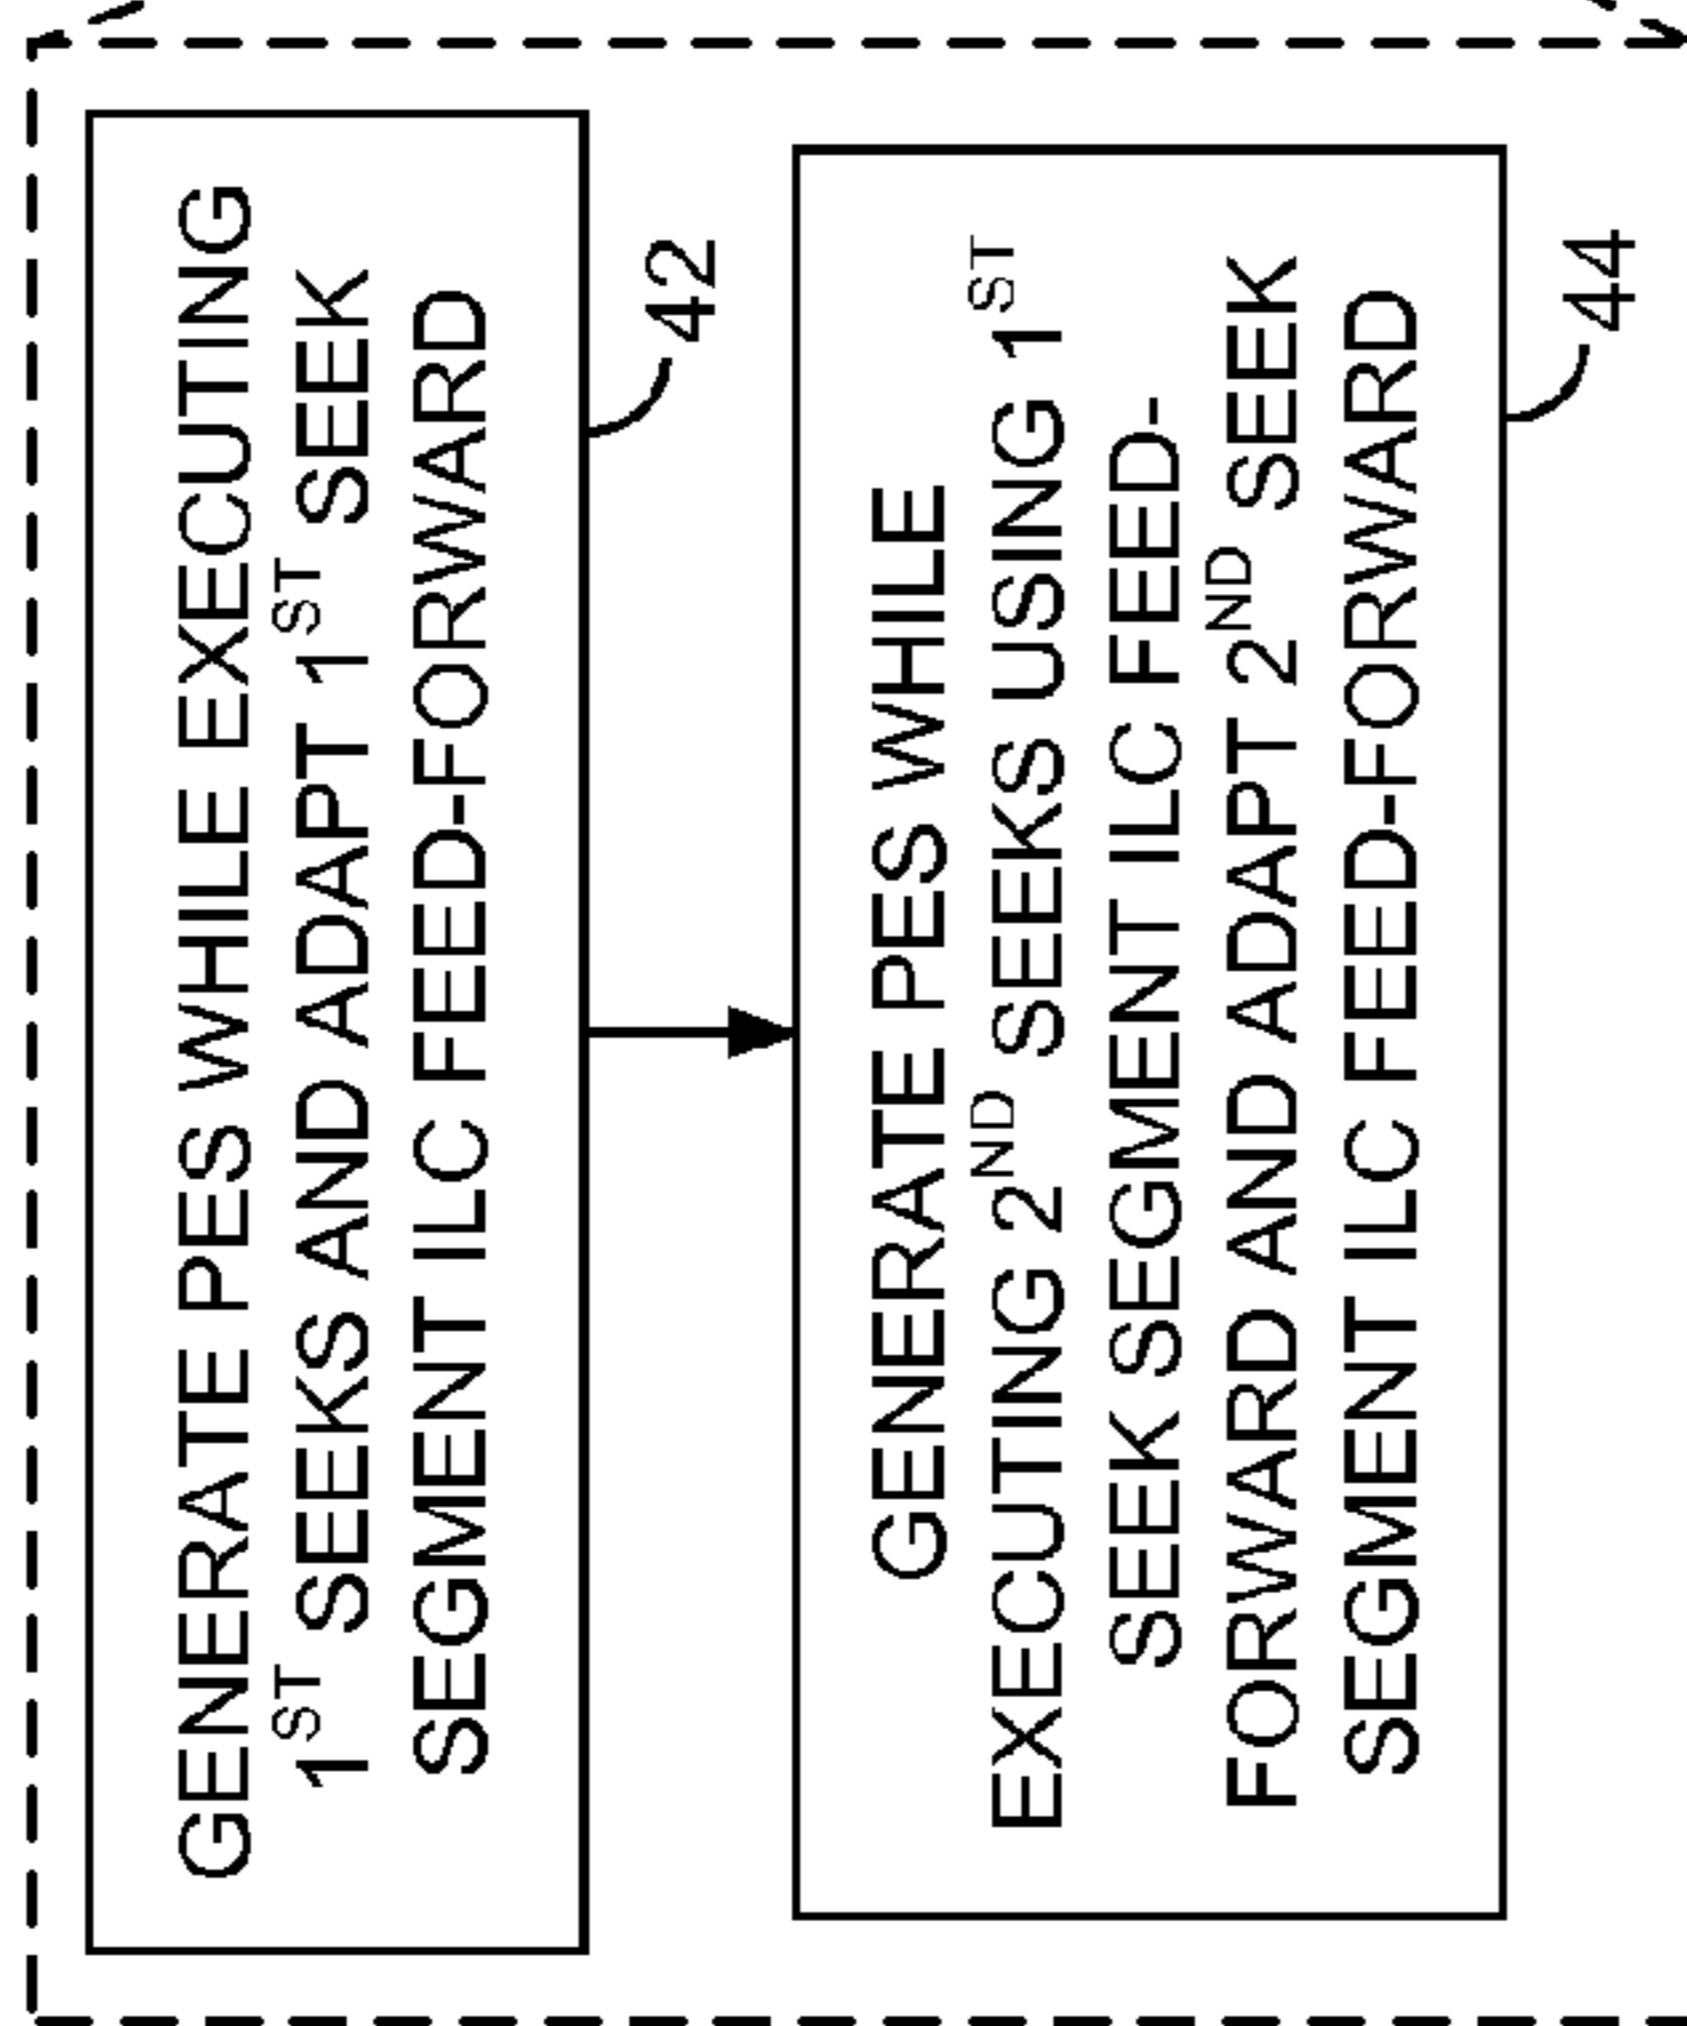 GENERATE PES WHILE EXECUTING
1ST SEEKS AND ADAPT 1ST SEEK
SEGMENT ILC FEED-FORWARD
42
GENERATE PES WHILE
EXECUTING 2ND SEEKS USING 1ST
SEEK SEGMENT ILC FEED-
FORWARD AND ADAPT 2ND SEEK
SEGMENT ILC FEED-FORWARD
44